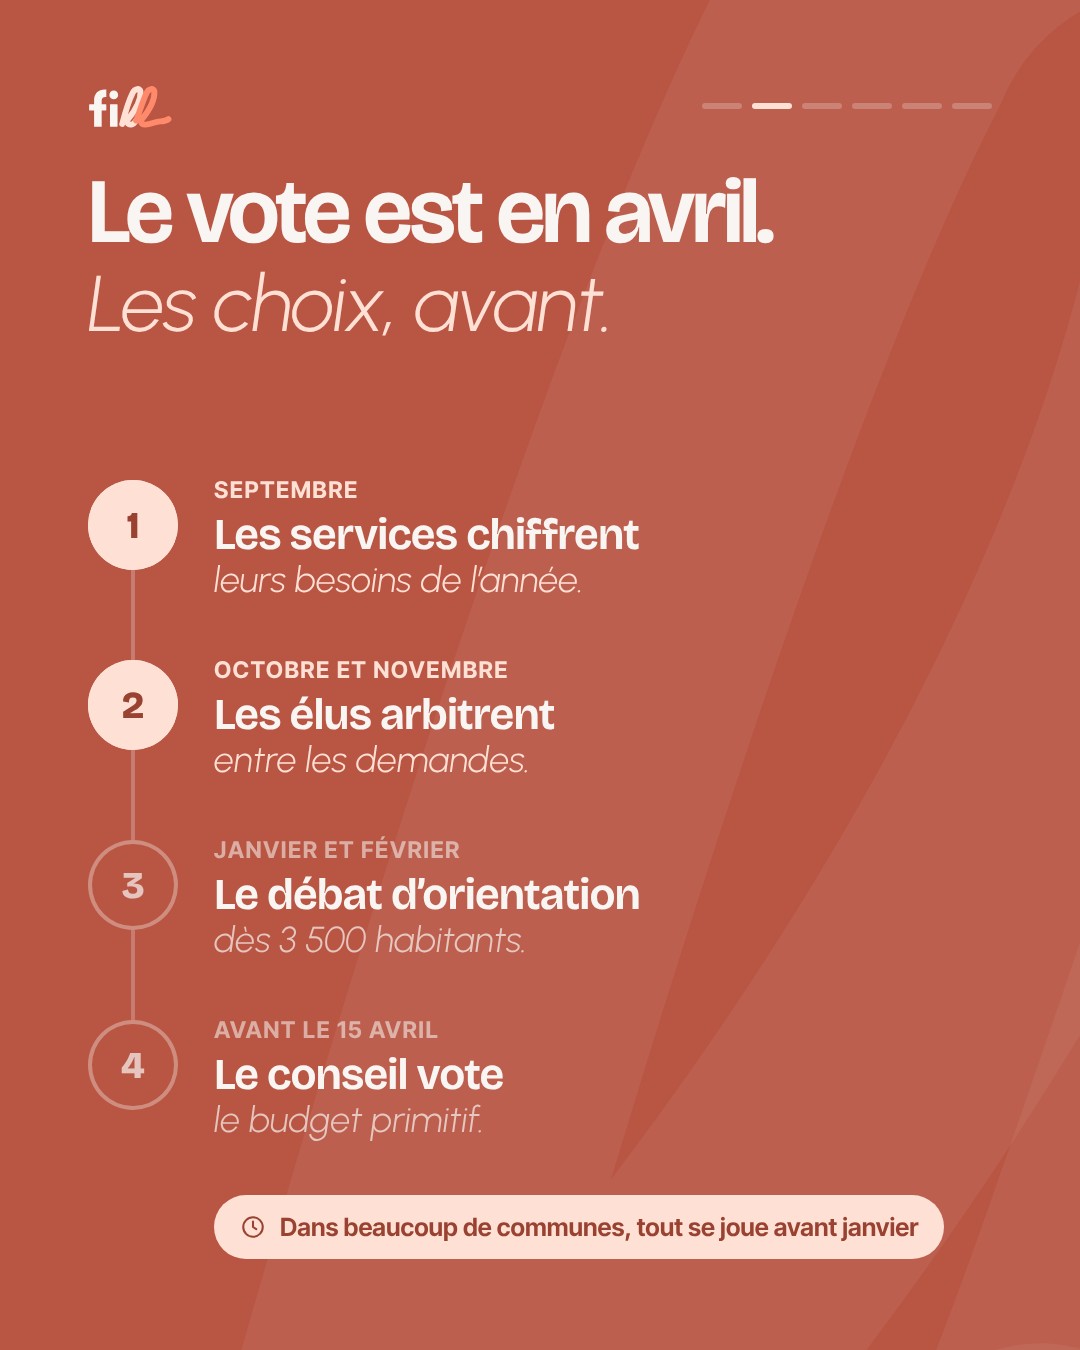 fill
Le vote est en avril.
Les choix, avant.
1
SEPTEMBRE
Les services chiffrent
leurs besoins de l’année.
2
OCTOBRE ET NOVEMBRE
Les élus arbitrent
entre les demandes.
3
JANVIER ET FÉVRIER
Le débat d’orientation
dès 3 500 habitants.
4
AVANT LE 15 AVRIL
Le conseil vote
le budget primitif.
Dans beaucoup de communes, tout se joue avant janvier